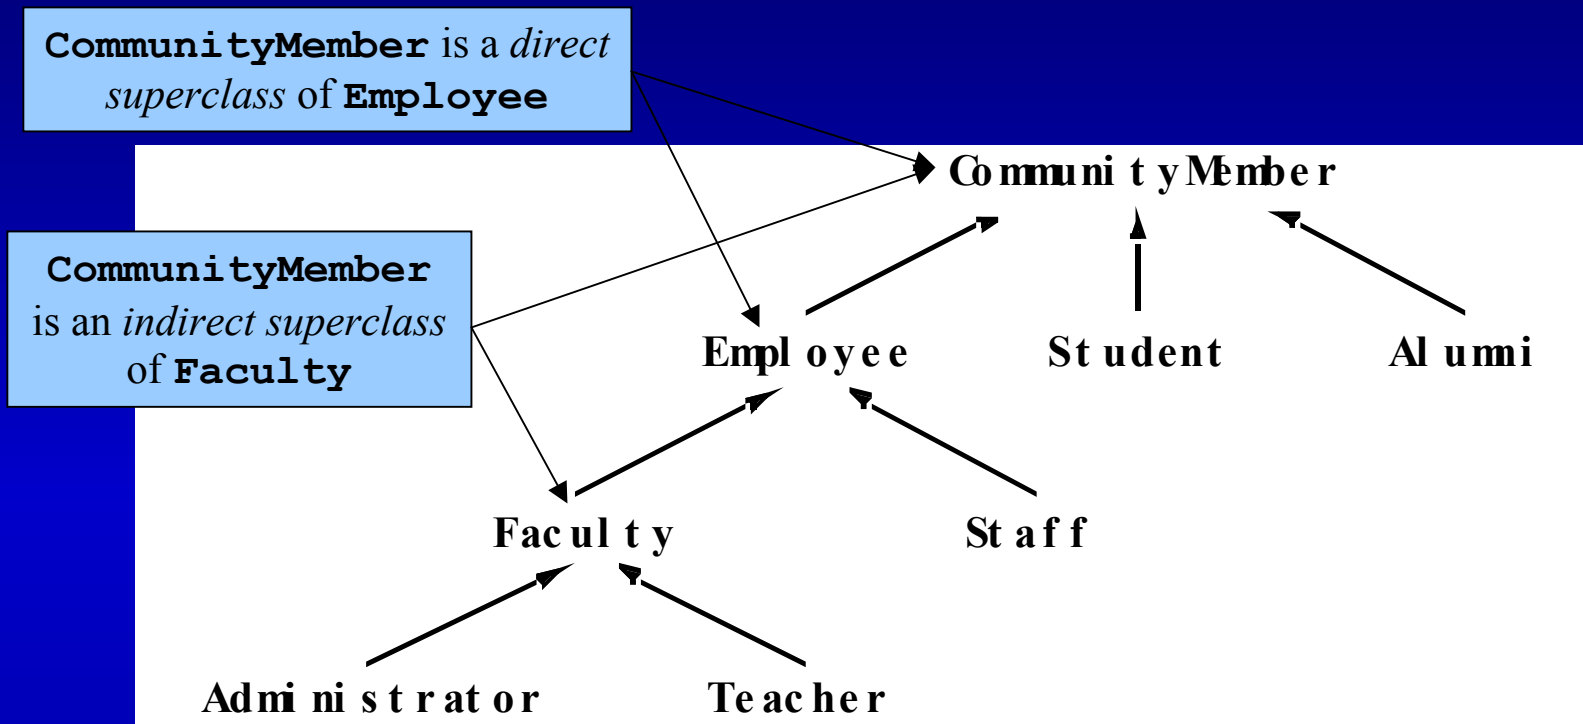 CommunityMember is a direct
superclass of Employee
CommunityMember
CommunityMember
is an indirect superclass
of Faculty
Employee Student Alumni
Faculty Staff
Administrator Teacher